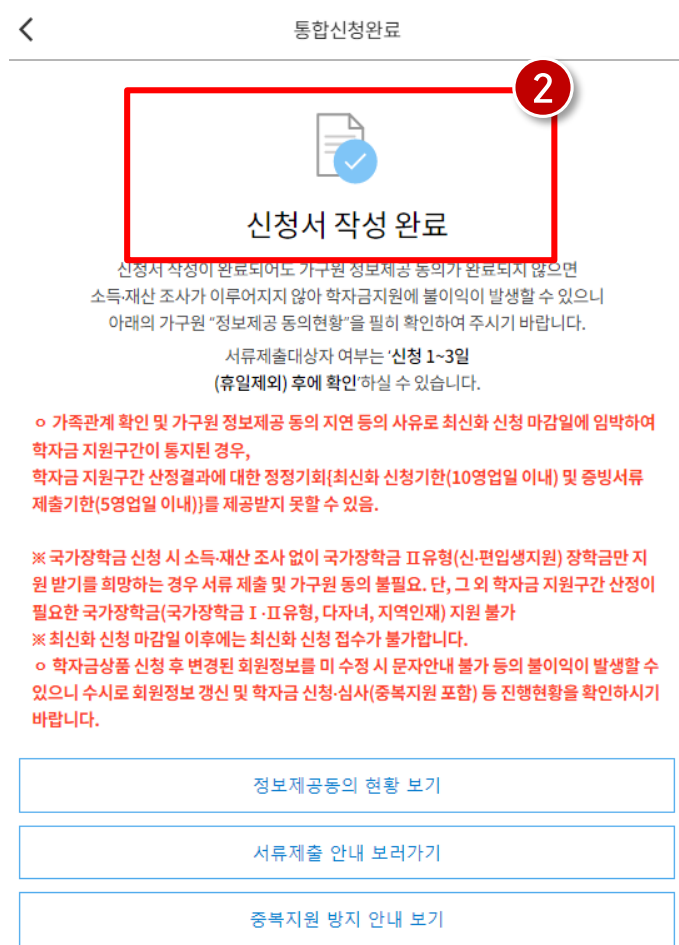 통합신청완료
2
신청서 작성 완료
신청서 작성이 완료되어도 가구원 정보제공 동의가 완료되지 않으면
소득·재산 조사가 이루어지지 않아 학자금지원에 불이익이 발생할 수 있으니
아래의 가구원 "정보제공 동의현황"을 필히 확인하여 주시기 바랍니다.
서류제출대상자 여부는 '신청 1~3일
(휴일제외) 후에 확인'하실 수 있습니다.
ㅇ 가족관계 확인 및 가구원 정보제공 동의 지연 등의 사유로 최신화 신청 마감일에 임박하여
학자금 지원구간이 통지된 경우,
학자금 지원구간 산정결과에 대한 정정기회{최신화 신청기한(10영업일 이내) 및 증빙서류
제출기한(5영업일 이내)}를 제공받지 못할 수 있음.
※ 국가장학금 신청 시 소득·재산 조사 없이 국가장학금 Ⅱ유형(신·편입생지원) 장학금만 지
원 받기를 희망하는 경우 서류 제출 및 가구원 동의 불필요. 단, 그 외 학자금 지원구간 산정이
필요한 국가장학금(국가장학금 Ⅰ·Ⅱ유형, 다자녀, 지역인재) 지원 불가
※ 최신화 신청 마감일 이후에는 최신화 신청 접수가 불가합니다.
ㅇ 학자금상품 신청 후 변경된 회원정보를 미 수정 시 문자안내 불가 등의 불이익이 발생할 수
있으니 수시로 회원정보 갱신 및 학자금 신청·심사(중복지원 포함) 등 진행현황을 확인하시기
바랍니다.
정보제공동의 현황 보기
서류제출 안내 보러가기
중복지원 방지 안내 보기